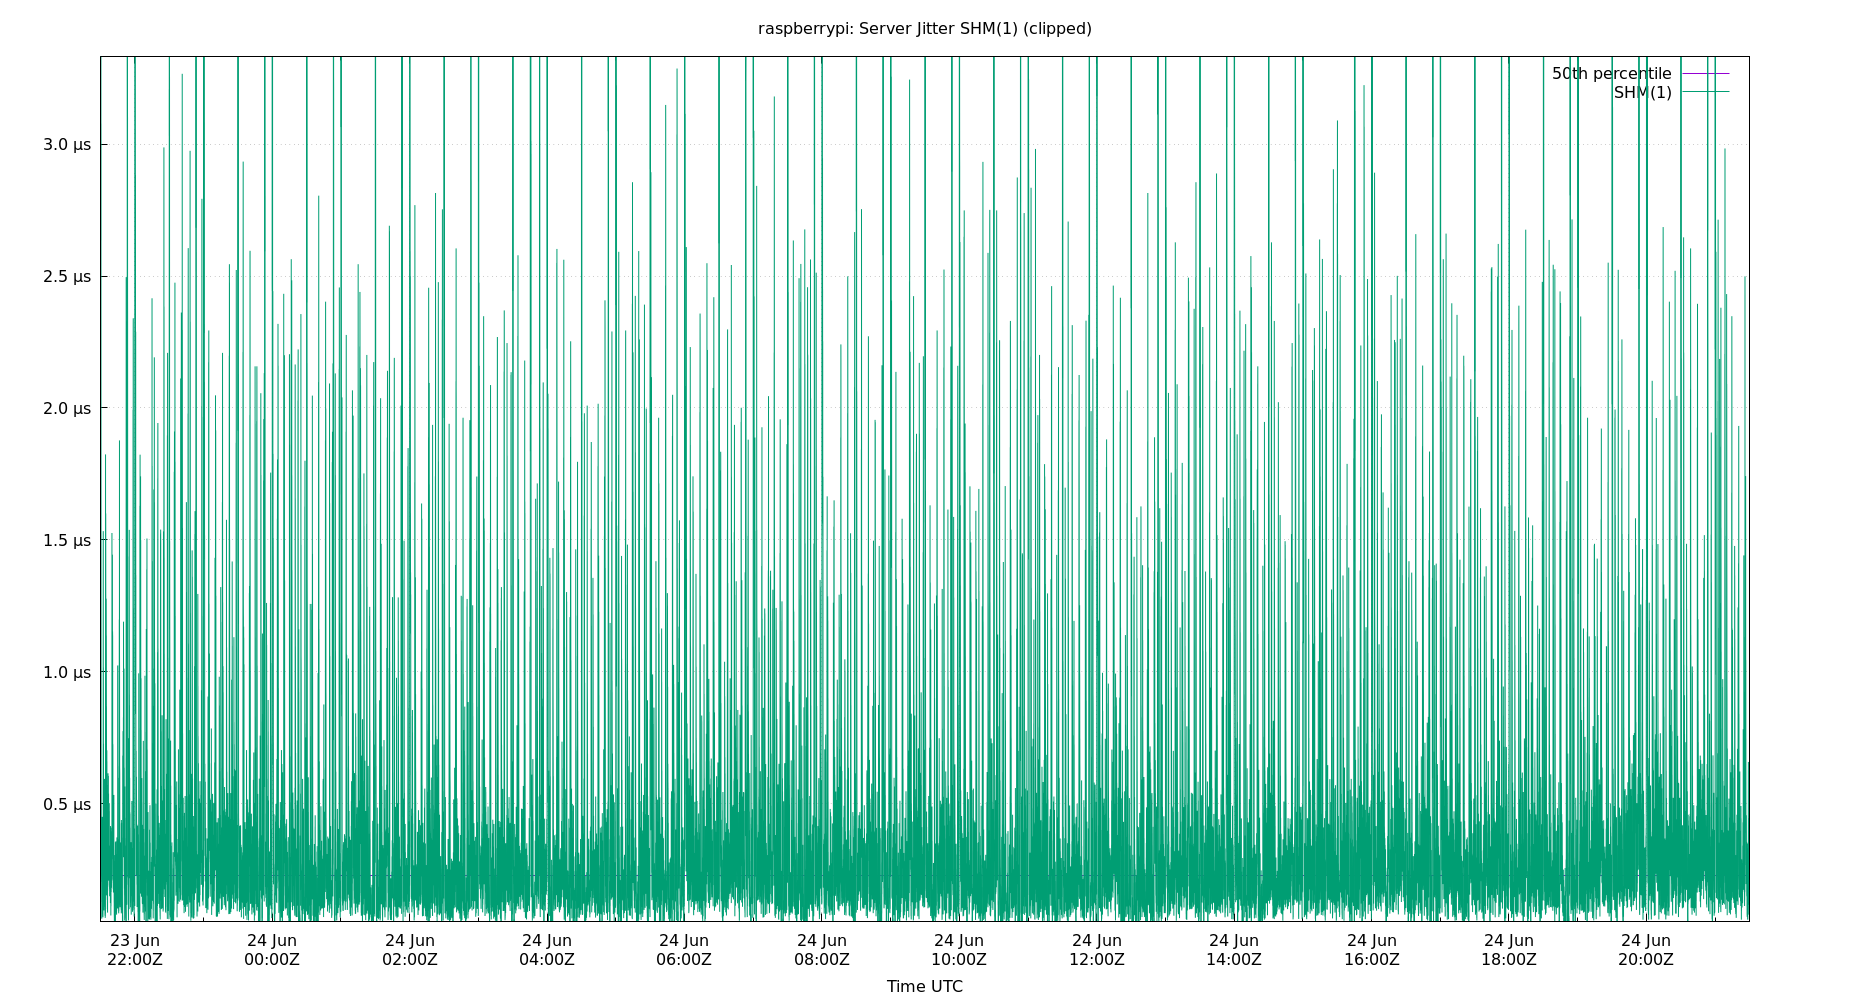 raspberrypi: Server Jitter SHM(1) (clipped)
50th percentile
SHM(1)
3.0 µs
2.5 µs
2.0 µs
1.5 µs
1.0 µs
0.5 µs
23 Jun 24 Jun 24 Jun 24 Jun 24 Jun 24 Jun 24 Jun 24 Jun 24 Jun 24 Jun 24 Jun 24 Jun
22:00Z 00:00Z 02:00Z 04:00Z 06:00Z 08:00Z 10:00Z 12:00Z 14:00Z 16:00Z 18:00Z 20:00Z
Time UTC